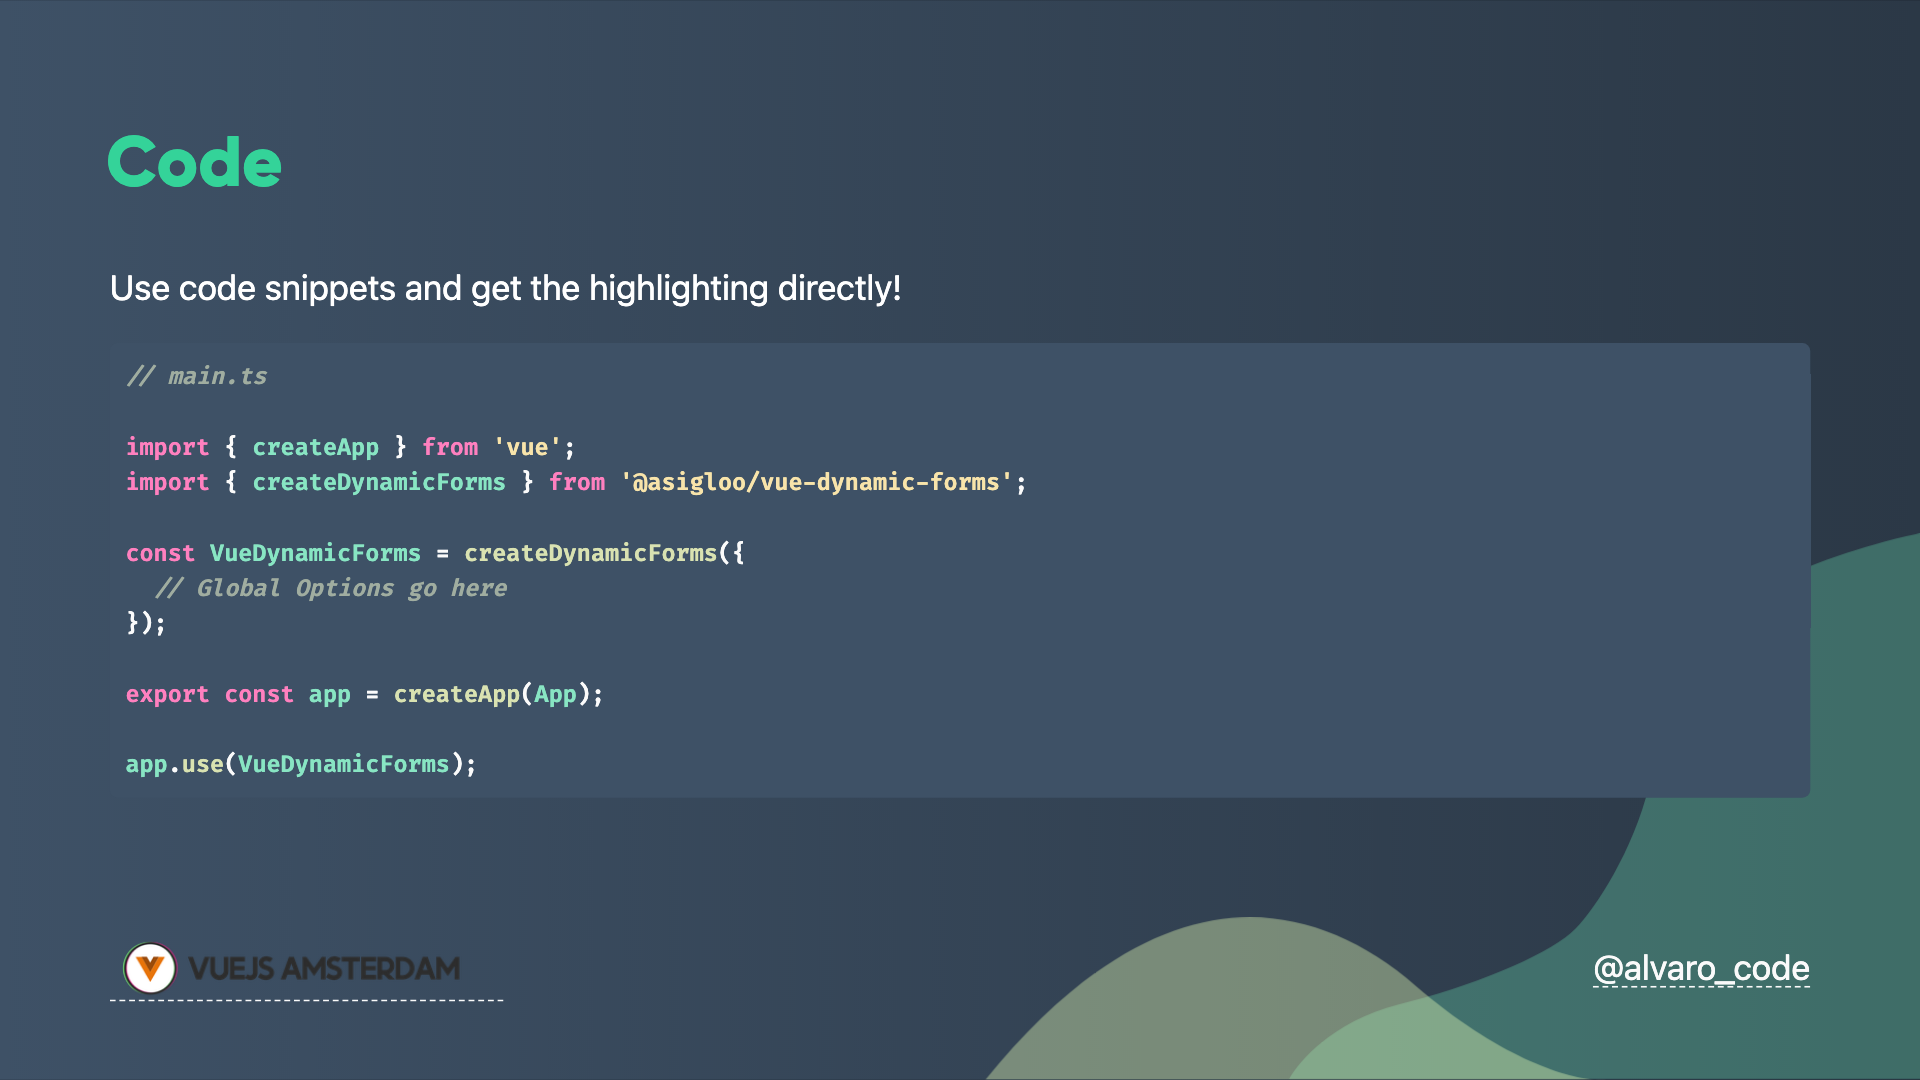 Code
Use code snippets and get the highlighting directly!
// main.ts
import { createApp } from 'vue';
import { createDynamicForms } from '@asigloo/vue-dynamic-forms';
const VueDynamicForms = createDynamicForms({
  // Global Options go here
});
export const app = createApp(App);
app.use(VueDynamicForms);
VUEJS AMSTERDAM
@alvaro_code